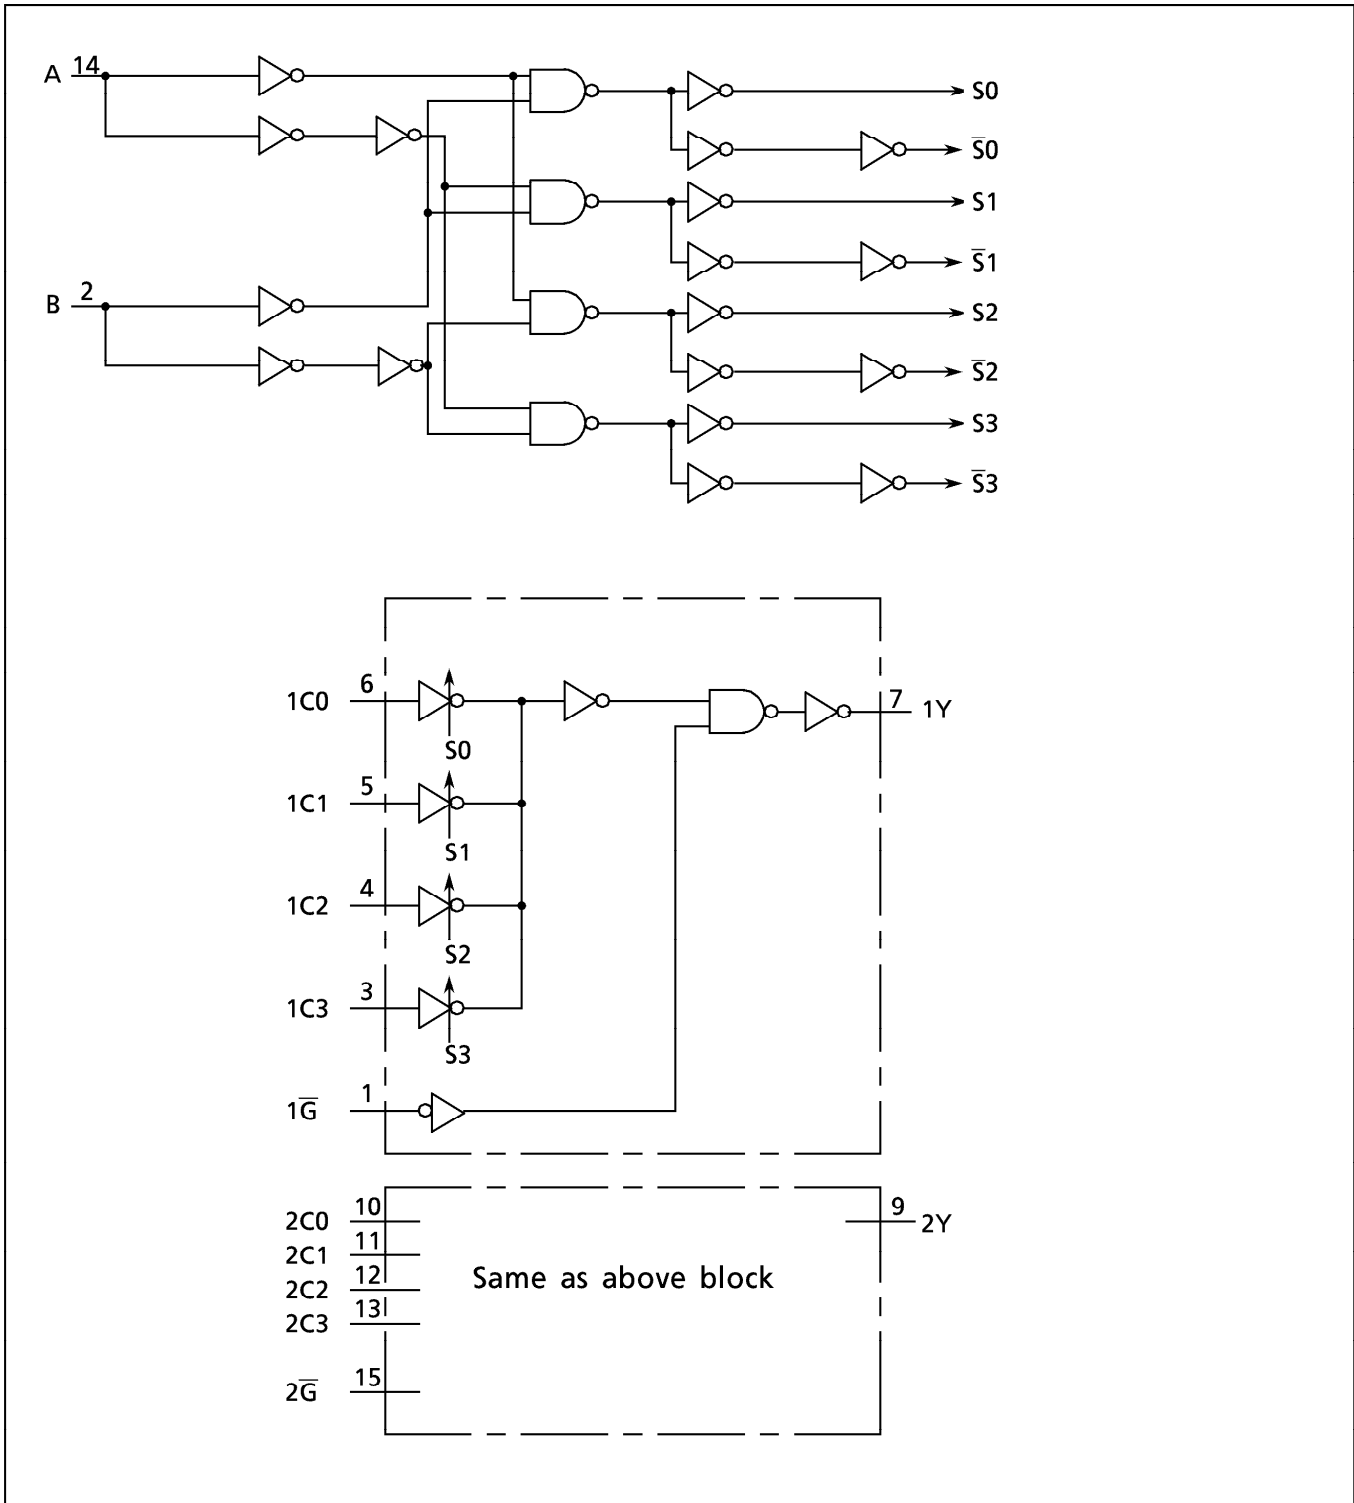 A 14
S0
S̅0
S1
S̅1
B 2
S2
S̅2
S3
S̅3
1C0 6
S0
7 1Y
1C1 5
S1
1C2 4
S2
1C3 3
S3
1G̅ 1
2C0 10
9 2Y
2C1 11
Same as above block
2C2 12
2C3 13
2G̅ 15